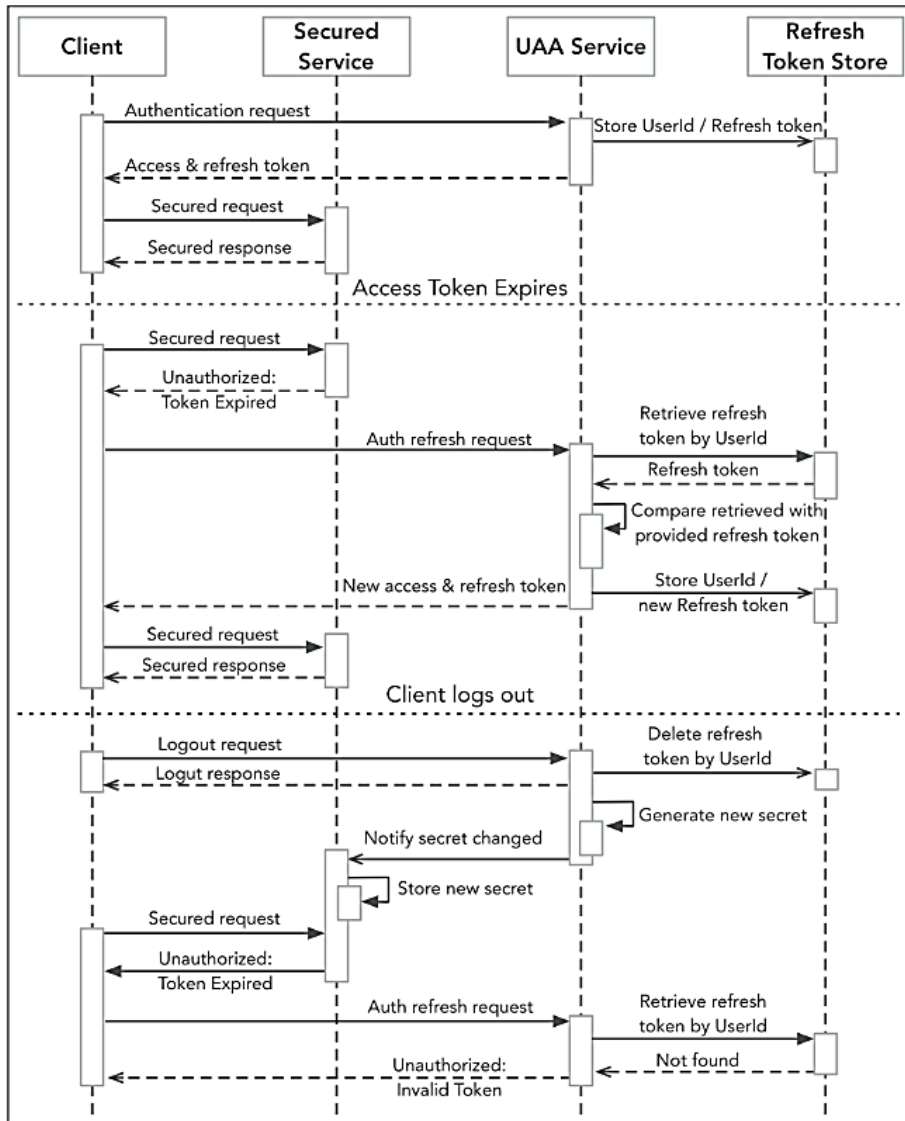 Client
Secured
Service
UAA Service
Refresh
Token Store
Authentication request
Store UserId / Refresh token
Access & refresh token
Secured request
Secured response
Access Token Expires
Secured request
Unauthorized:
Token Expired
Auth refresh request
Retrieve refresh
token by UserId
Refresh token
Compare retrieved with
provided refresh token
New access & refresh token
Store UserId /
new Refresh token
Secured request
Secured response
Client logs out
Logout request
Delete refresh
token by UserId
Logut response
Generate new secret
Notify secret changed
Store new secret
Secured request
Unauthorized:
Token Expired
Auth refresh request
Retrieve refresh
token by UserId
Unauthorized:
Invalid Token
Not found